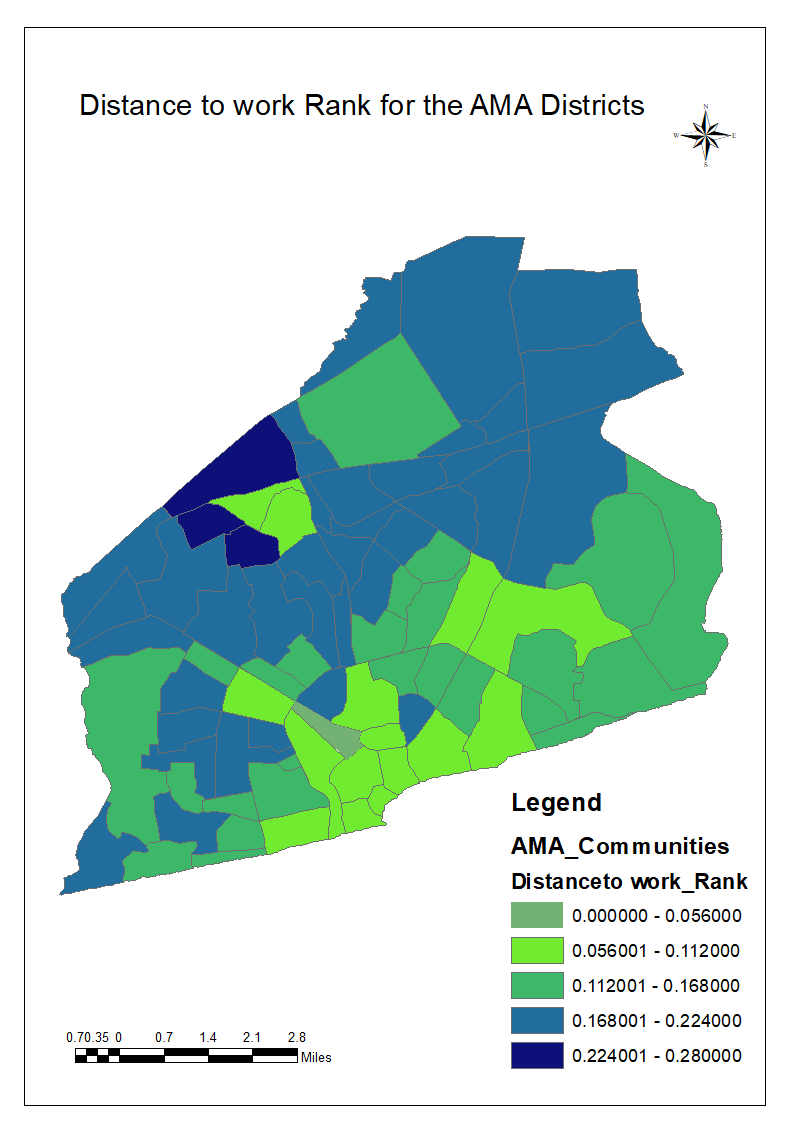 Distance to work Rank for the AMA Districts
N
W E
S
Legend
AMA_Communities
Distanceto work_Rank
0.000000 - 0.056000
0.056001 - 0.112000
0.112001 - 0.168000
0.168001 - 0.224000
0.224001 - 0.280000
0.70.35 0 0.7 1.4 2.1 2.8
Miles